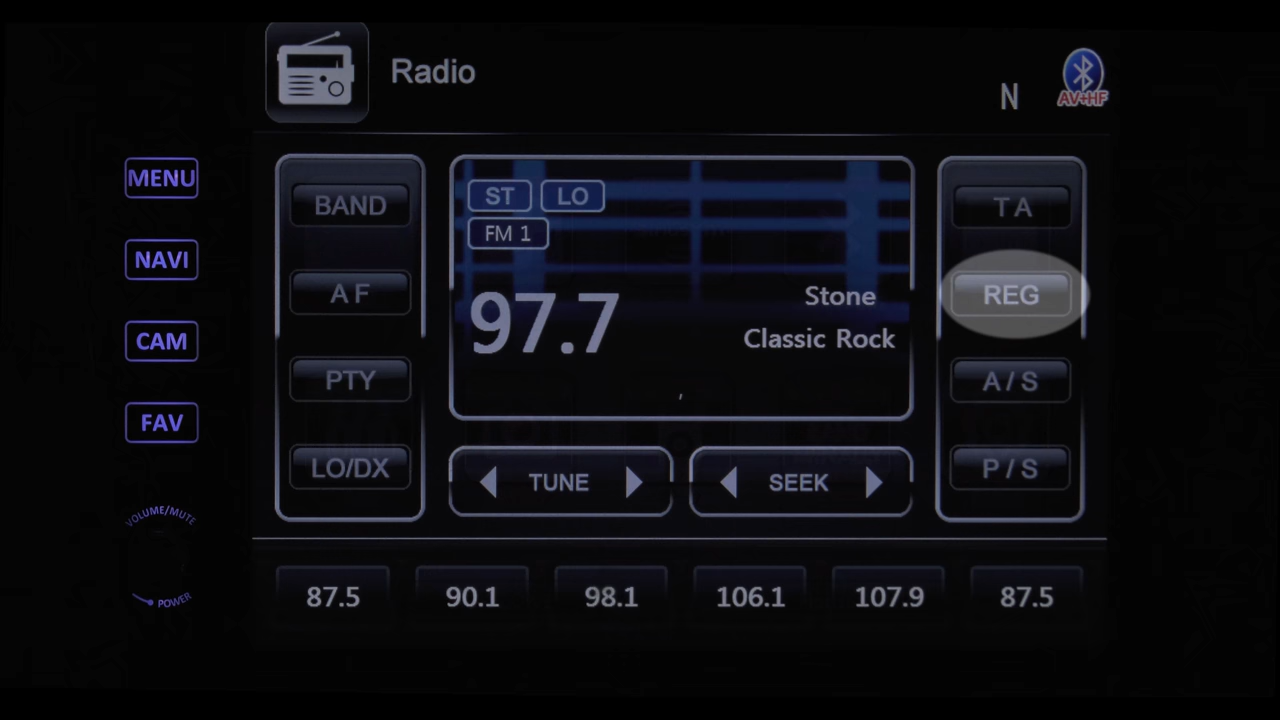 Radio
N
AV+HF
MENU
NAVI
CAM
FAV
VOLUME/MUTE
POWER
BAND
AF
PTY
LO/DX
ST LO
FM 1
97.7
Stone
Classic Rock
TUNE
SEEK
TA
REG
A/S
P/S
87.5 90.1 98.1 106.1 107.9 87.5